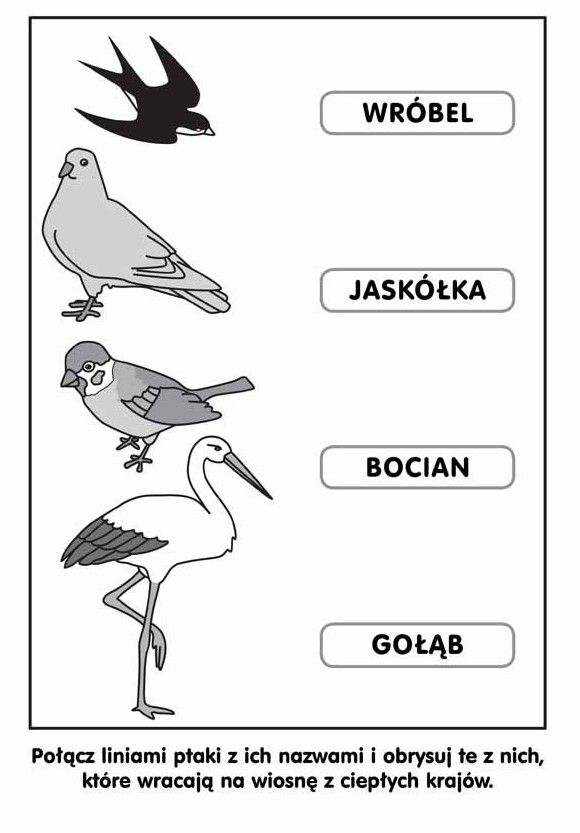 WRÓBEL
JASKÓŁKA
BOCIAN
GOŁĄB
Połącz liniami ptaki z ich nazwami i obrysuj te z nich,
które wracają na wiosnę z ciepłych krajów.